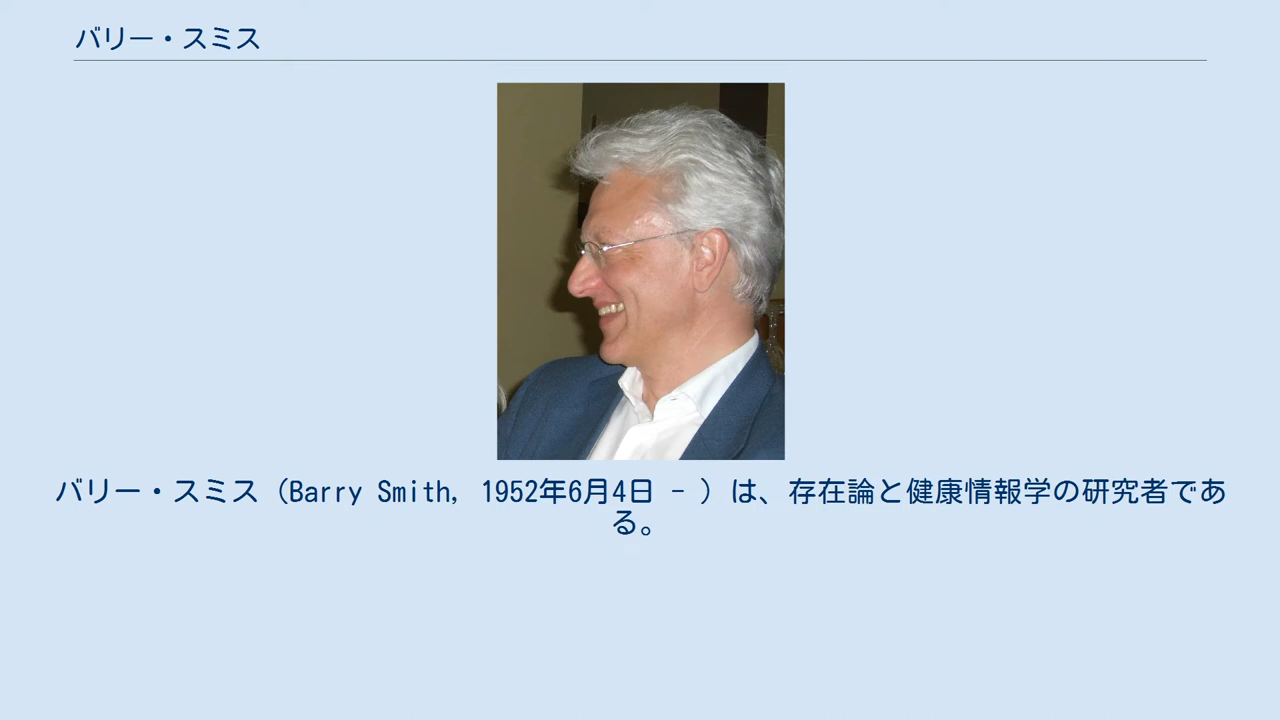 バリー・スミス
バリー・スミス（Barry Smith, 1952年6月4日 - ）は、存在論と健康情報学の研究者であ
る。